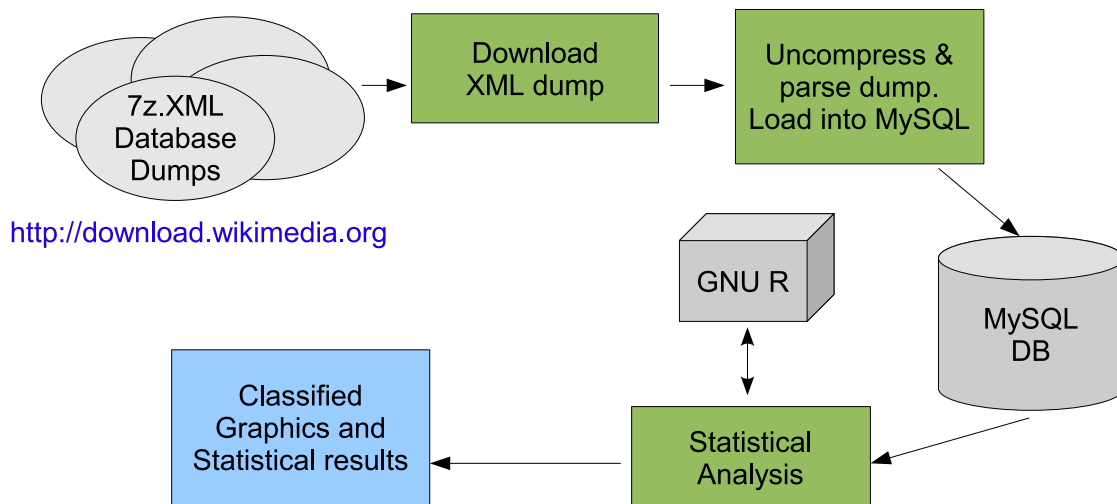 7z.XML
Database
Dumps
http://download.wikimedia.org
Download
XML dump
Uncompress &
parse dump.
Load into MySQL
MySQL
DB
GNU R
Statistical
Analysis
Classified
Graphics and
Statistical results